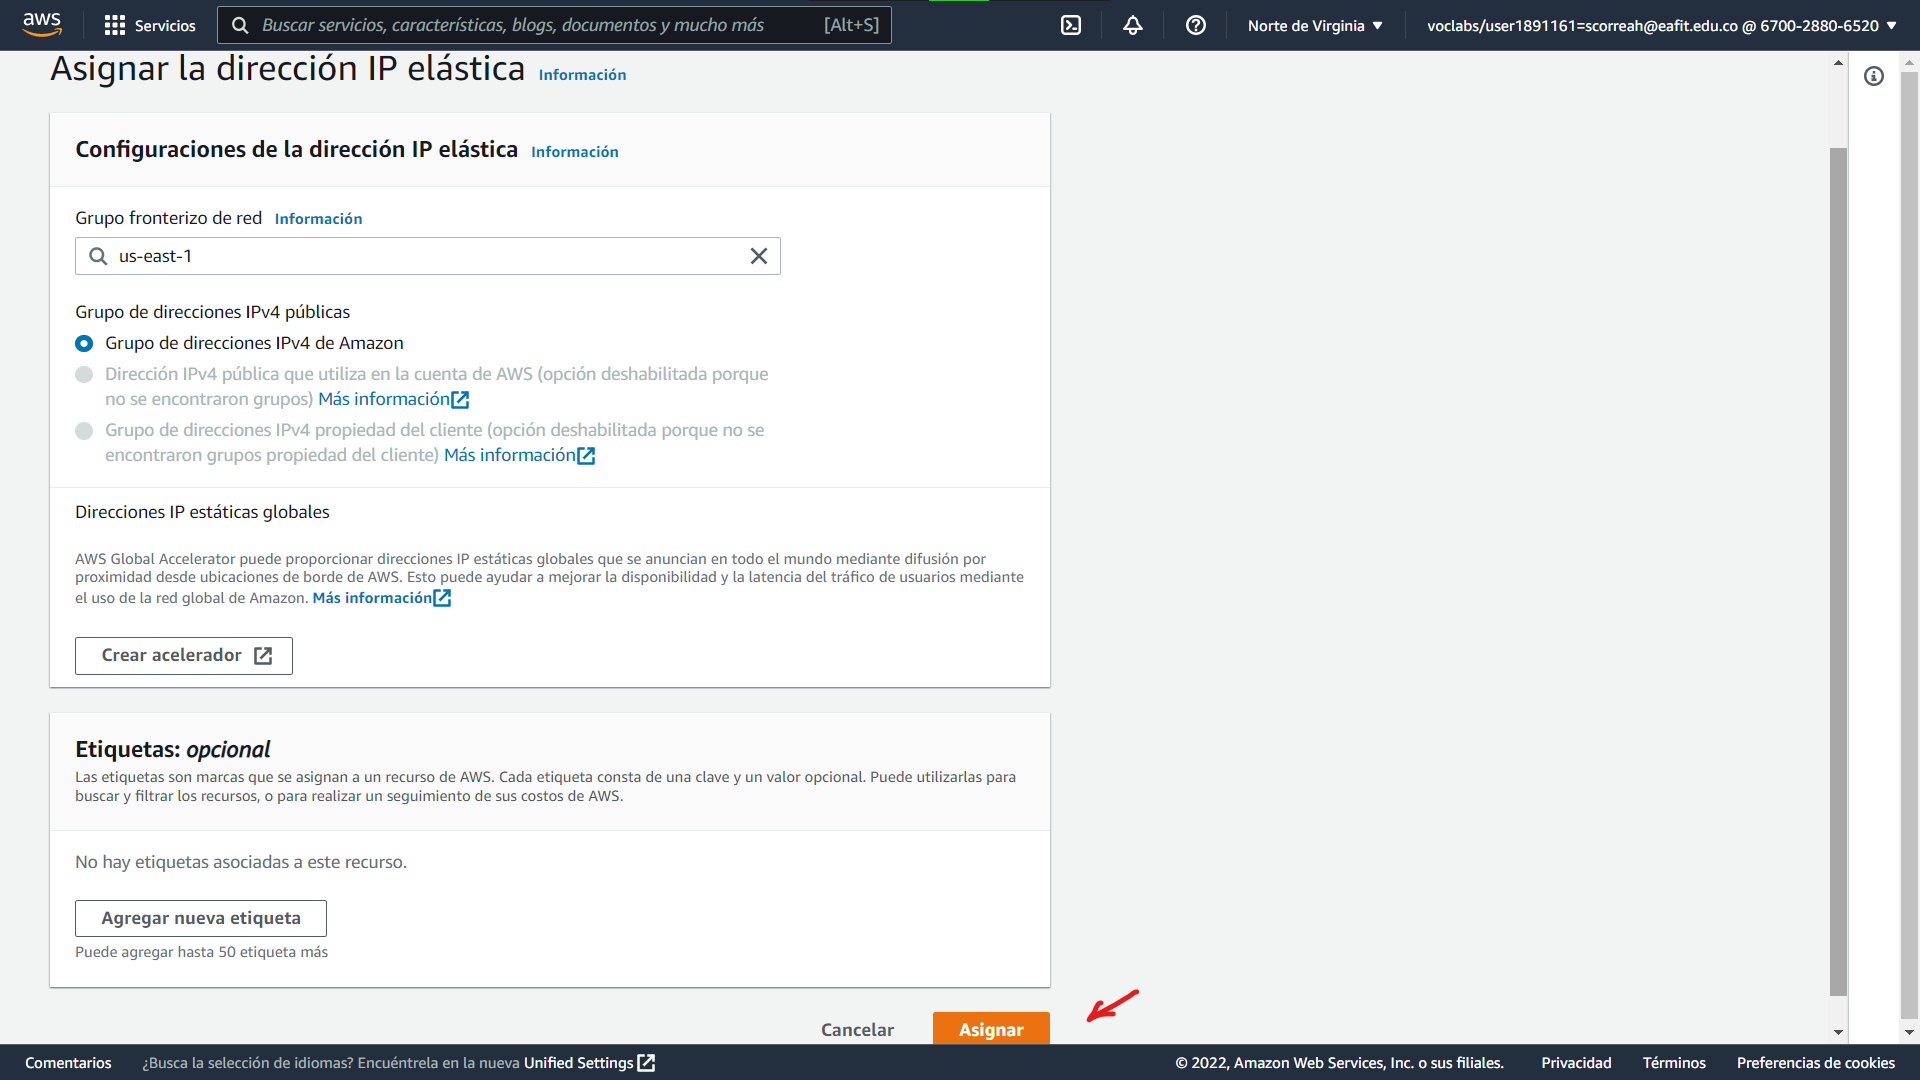 aws
Servicios
Buscar servicios, características, blogs, documentos y mucho más
[Alt+S]
Norte de Virginia
voclabs/user1891161=scorreah@eafit.edu.co @ 6700-2880-6520
Asignar la dirección IP elástica Información
Configuraciones de la dirección IP elástica Información
Grupo fronterizo de red Información
us-east-1
Grupo de direcciones IPv4 públicas
Grupo de direcciones IPv4 de Amazon
Dirección IPv4 pública que utiliza en la cuenta de AWS (opción deshabilitada porque
no se encontraron grupos) Más información
Grupo de direcciones IPv4 propiedad del cliente (opción deshabilitada porque no se
encontraron grupos propiedad del cliente) Más información
Direcciones IP estáticas globales
AWS Global Accelerator puede proporcionar direcciones IP estáticas globales que se anuncian en todo el mundo mediante difusión por
proximidad desde ubicaciones de borde de AWS. Esto puede ayudar a mejorar la disponibilidad y la latencia del tráfico de usuarios mediante
el uso de la red global de Amazon. Más información
Crear acelerador
Etiquetas: opcional
Las etiquetas son marcas que se asignan a un recurso de AWS. Cada etiqueta consta de una clave y un valor opcional. Puede utilizarlas para
buscar y filtrar los recursos, o para realizar un seguimiento de sus costos de AWS.
No hay etiquetas asociadas a este recurso.
Agregar nueva etiqueta
Puede agregar hasta 50 etiqueta más
Cancelar
Asignar
Comentarios
¿Busca la selección de idiomas? Encuéntrela en la nueva Unified Settings
© 2022, Amazon Web Services, Inc. o sus filiales.
Privacidad
Términos
Preferencias de cookies